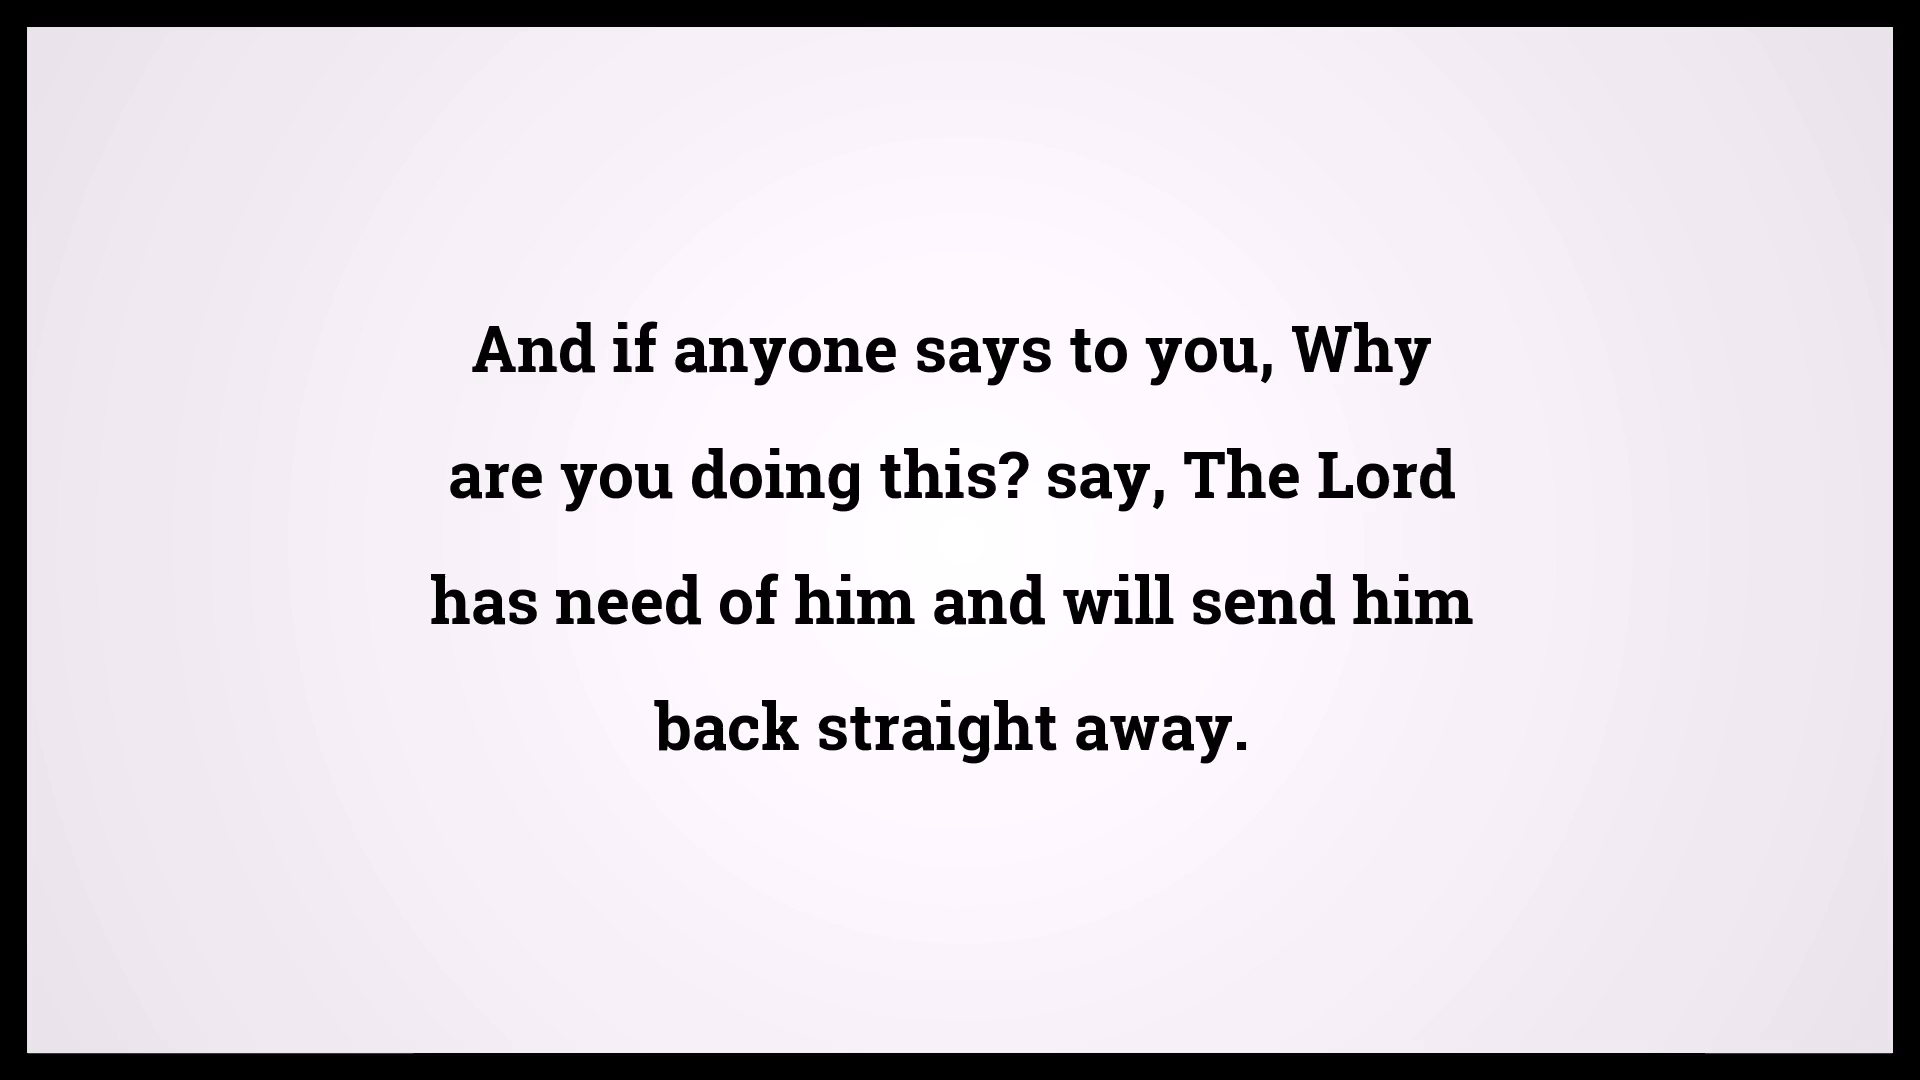 And if anyone says to you, Why
are you doing this? say, The Lord
has need of him and will send him
back straight away.